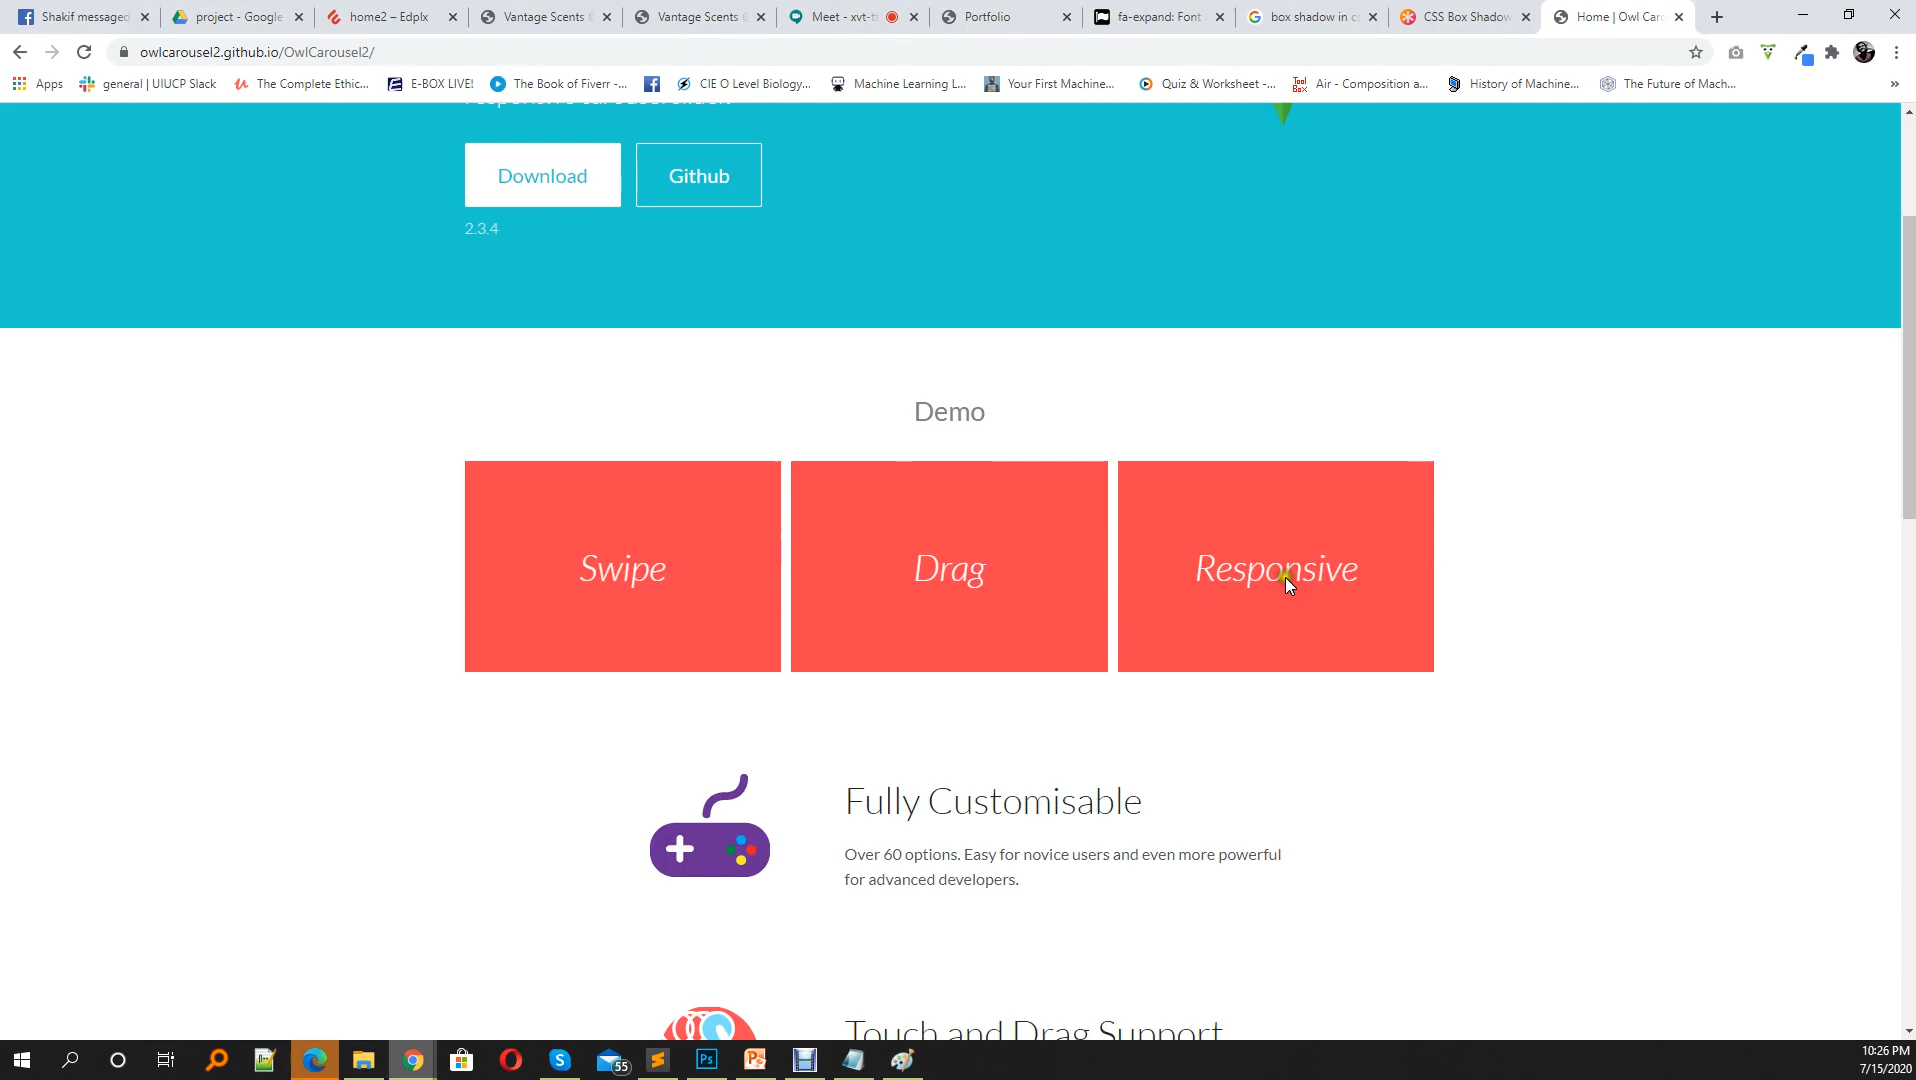 Shakif messaged
project - Google
home2 – Edplx
Vantage Scents
Vantage Scents
Meet - xvt-t
Portfolio
fa-expand: Font
box shadow in c
CSS Box Shadow
Home | Owl Car
owlcarousel2.github.io/OwlCarousel2/
Apps
general | UIUCP Slack
The Complete Ethic...
E-BOX LIVE!
The Book of Fiverr -...
CIE O Level Biology...
Machine Learning L...
Your First Machine...
Quiz & Worksheet -...
Air - Composition a...
History of Machine...
The Future of Mach...
»
Download
Github
2.3.4
Demo
Swipe
Drag
Responsive
Fully Customisable
Over 60 options. Easy for novice users and even more powerful
for advanced developers.
Touch and Drag Support
55
Ps
10:26 PM
7/15/2020